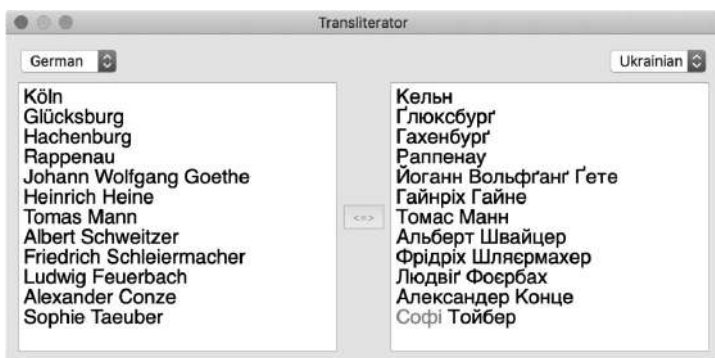 Transliterator
German
Ukrainian
Köln
Glücksburg
Hachenburg
Rappenau
Johann Wolfgang Goethe
Heinrich Heine
Tomas Mann
Albert Schweitzer
Friedrich Schleiermacher
Ludwig Feuerbach
Alexander Conze
Sophie Taeuber
<=>
Кельн
Ґлюксбурґ
Гахенбурґ
Раппенау
Йоганн Вольфґанґ Ґете
Гайнріх Гайне
Томас Манн
Альберт Швайцер
Фрідріх Шляєрмахер
Людвіґ Фоєрбах
Александер Конце
Софі Тойбер